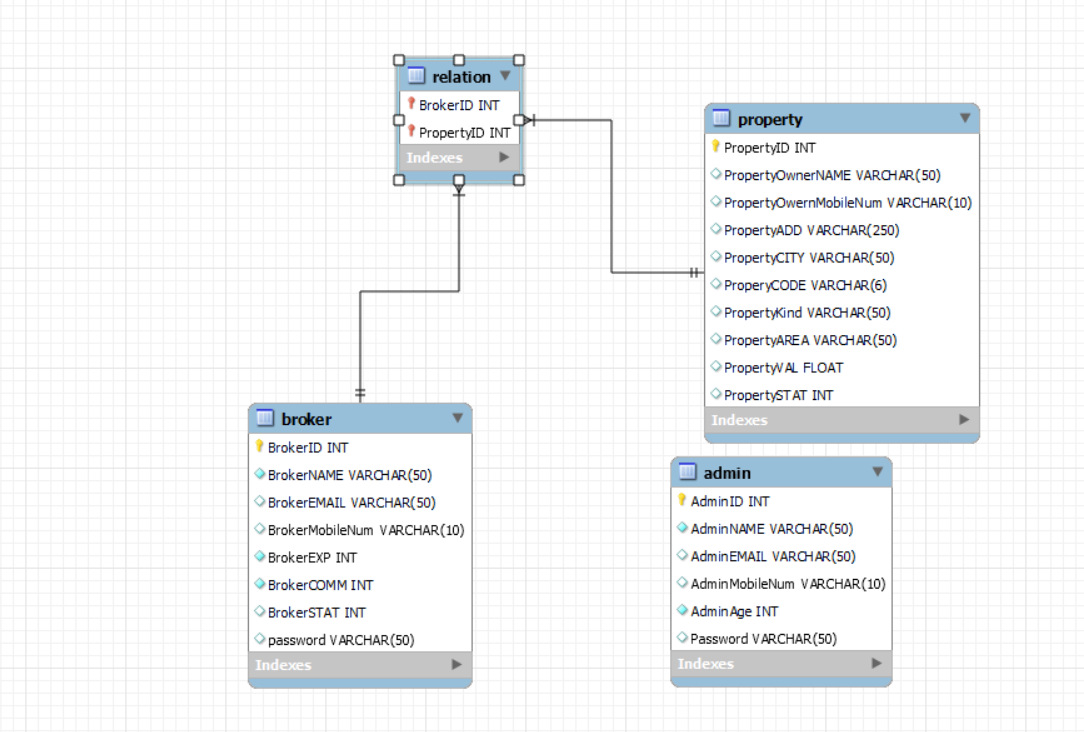 relation
BrokerID INT
PropertyID INT
Indexes
property
PropertyID INT
PropertyOwnerNAME VARCHAR(50)
PropertyOwernMobileNum VARCHAR(10)
PropertyADD VARCHAR(250)
PropertyCITY VARCHAR(50)
ProperyCODE VARCHAR(6)
PropertyKind VARCHAR(50)
PropertyAREA VARCHAR(50)
PropertyVAL FLOAT
PropertySTAT INT
Indexes
broker
BrokerID INT
BrokerNAME VARCHAR(50)
BrokerEMAIL VARCHAR(50)
BrokerMobileNum VARCHAR(10)
BrokerEXP INT
BrokerCOMM INT
BrokerSTAT INT
password VARCHAR(50)
Indexes
admin
AdminID INT
AdminNAME VARCHAR(50)
AdminEMAIL VARCHAR(50)
AdminMobileNum VARCHAR(10)
AdminAge INT
Password VARCHAR(50)
Indexes